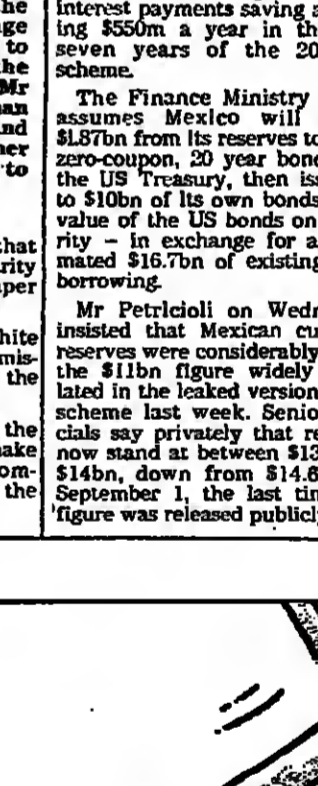 he
ge
to
the
Mr
an
nd
her
to
that
rity
per
hite
mis-
the
the
ake
om-
the
interest payments saving a
ing $550m a year in th
seven years of the 20
scheme.
The Finance Ministry
assumes Mexico will
$1.87bn from its reserves to
zero-coupon, 20 year bond
the US Treasury, then iss
to $10bn of its own bonds
value of the US bonds on
rity – in exchange for a
mated $16.7bn of existing
borrowing.
Mr Petricioli on Wedn
insisted that Mexican cu
reserves were considerably
the $11bn figure widely
lated in the leaked version
scheme last week. Senio
cials say privately that re
now stand at between $13
$14bn, down from $14.6
September 1, the last tim
figure was released publicly